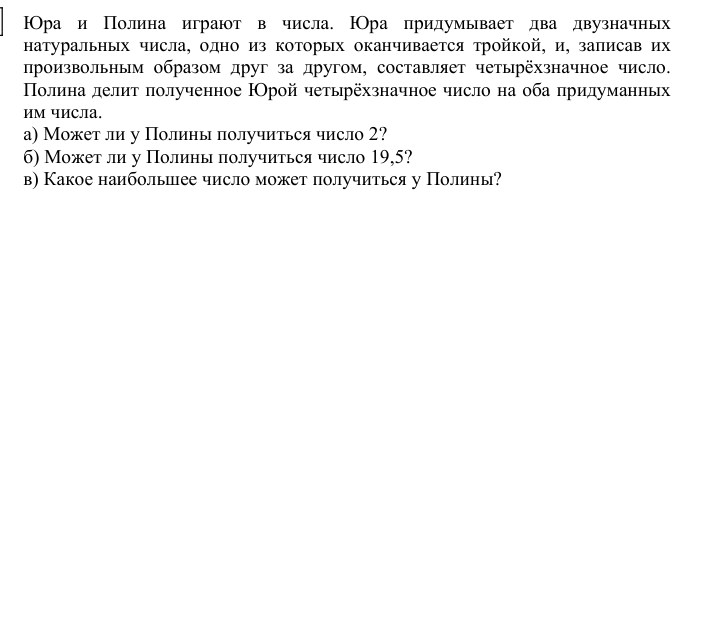 Юра и Полина играют в числа. Юра придумывает два двузначных
натуральных числа, одно из которых оканчивается тройкой, и, записав их
произвольным образом друг за другом, составляет четырёхзначное число.
Полина делит полученное Юрой четырёхзначное число на оба придуманных
им числа.
а) Может ли у Полины получиться число 2?
б) Может ли у Полины получиться число 19,5?
в) Какое наибольшее число может получиться у Полины?